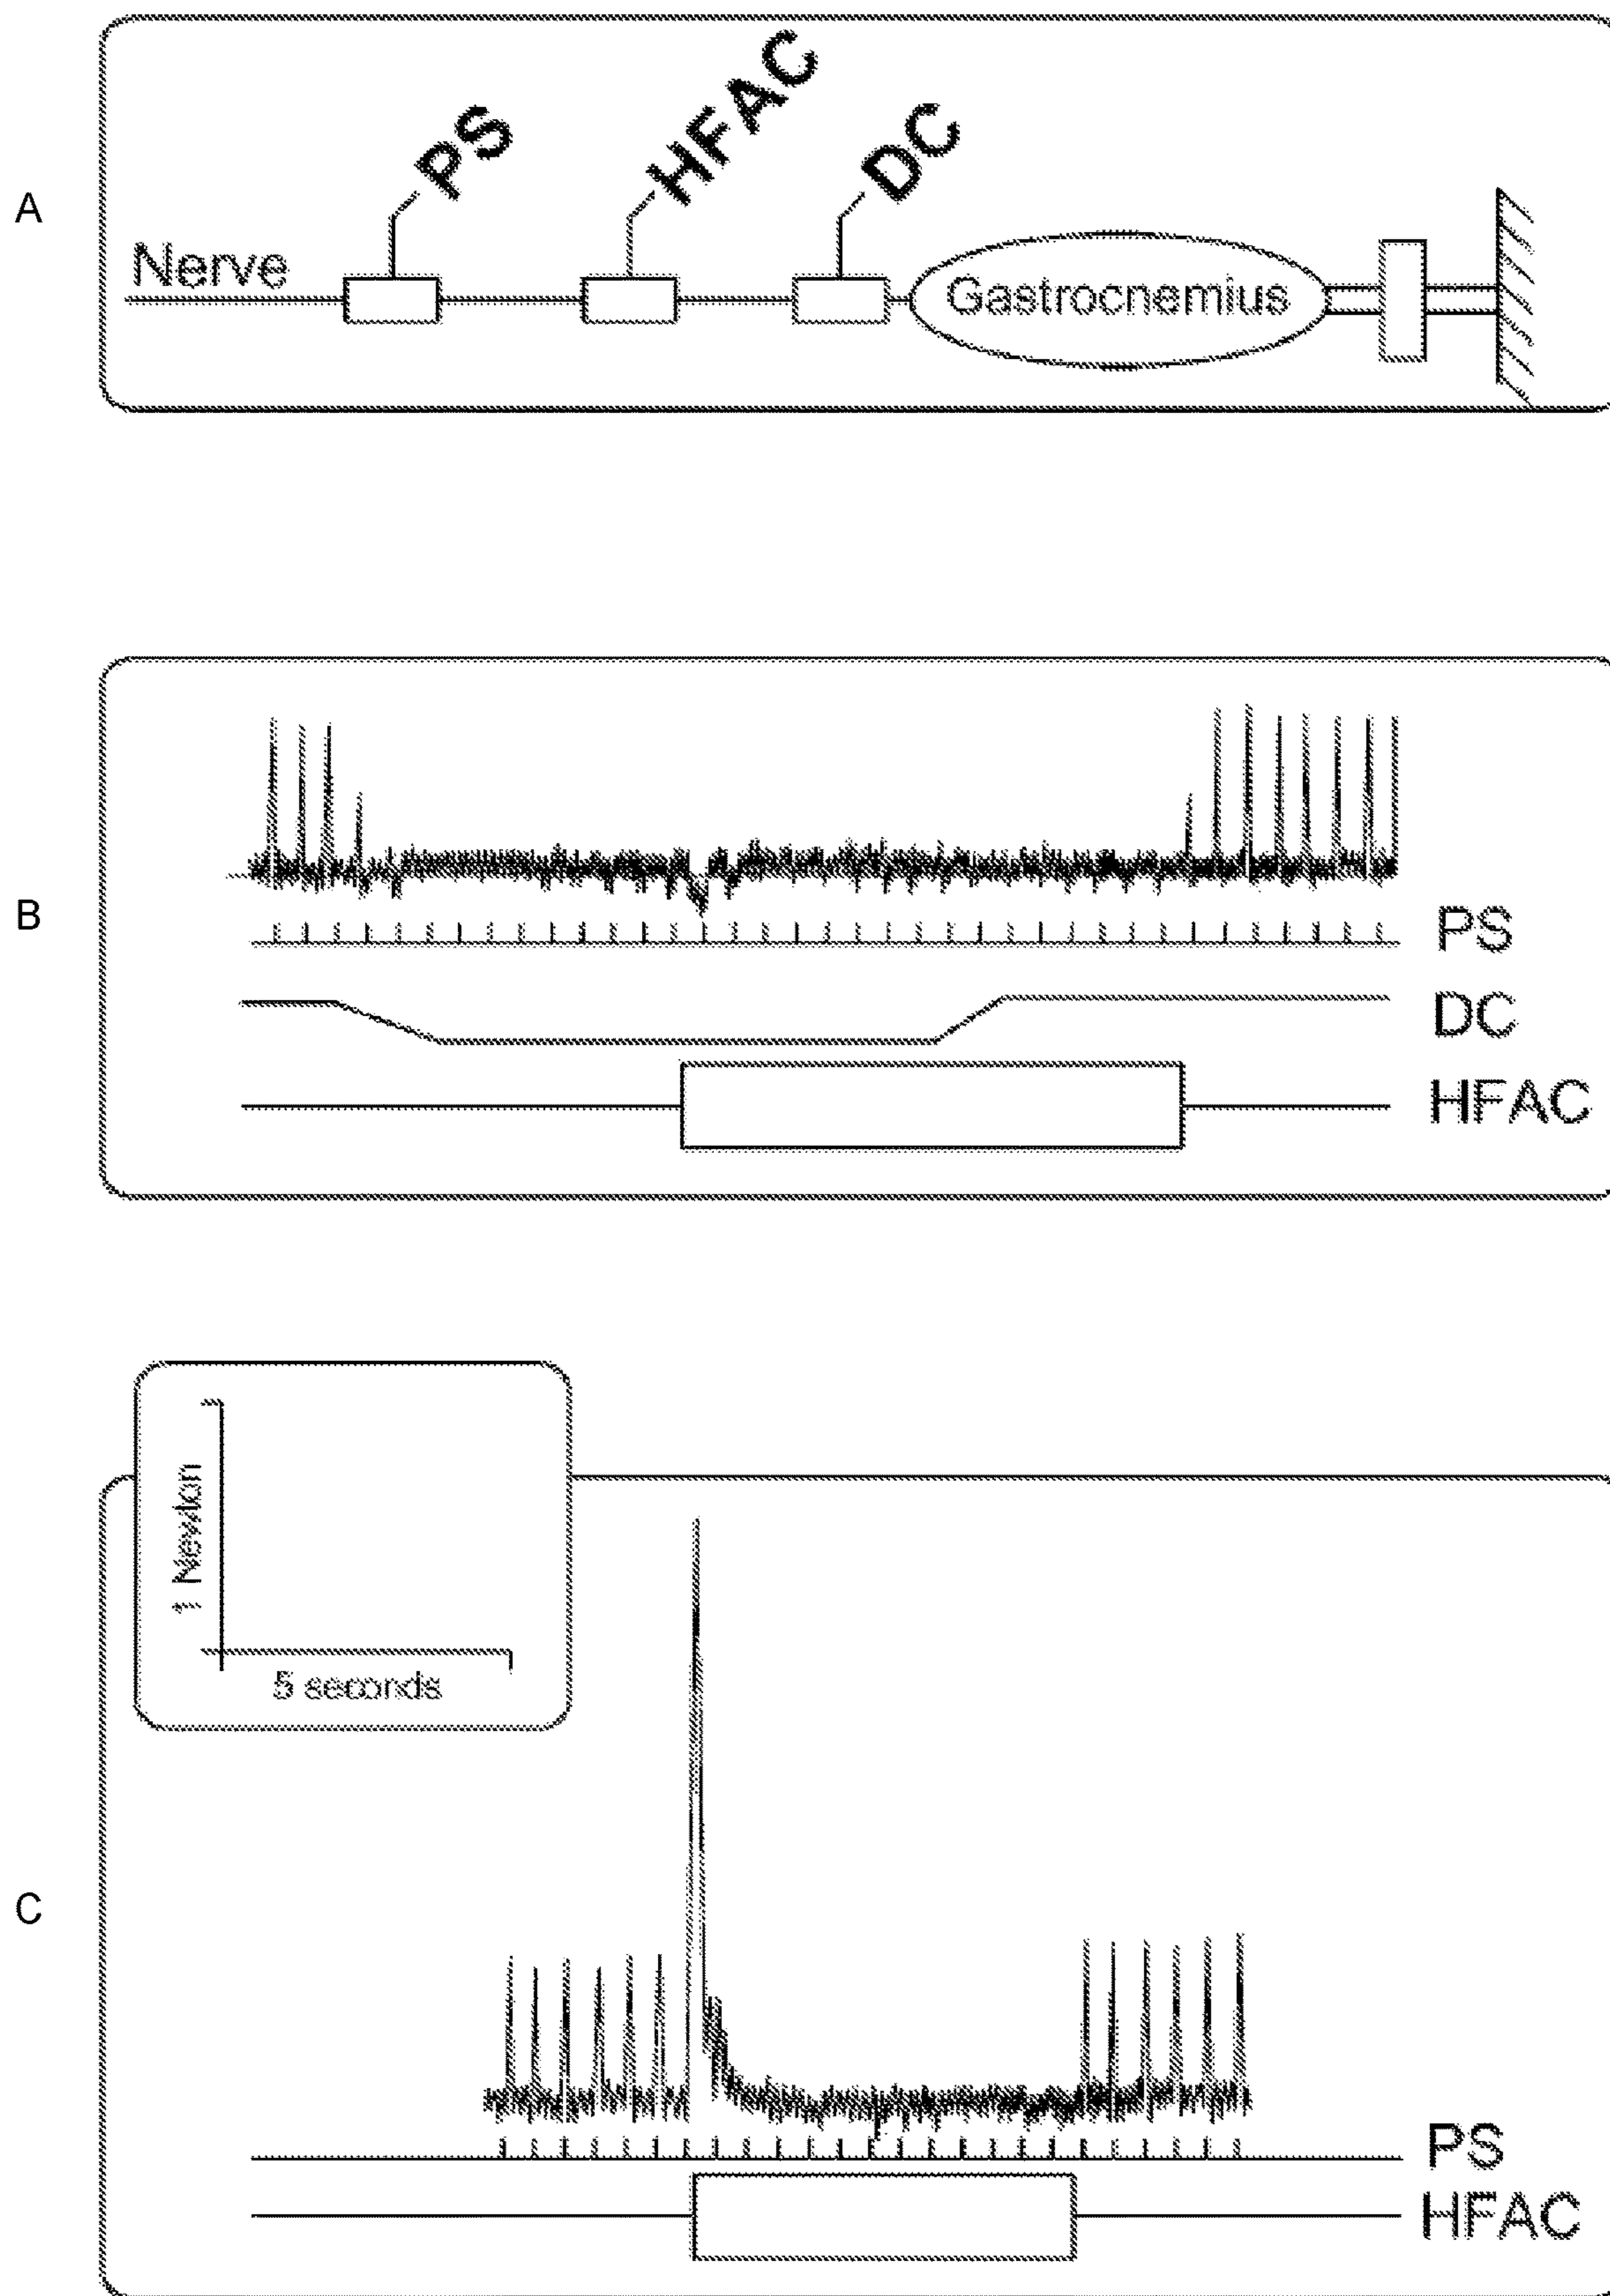 A
PS
HFAC
DC
Nerve
Gastrocnemius
B
PS
DC
HFAC
1 Newton
5 seconds
C
PS
HFAC